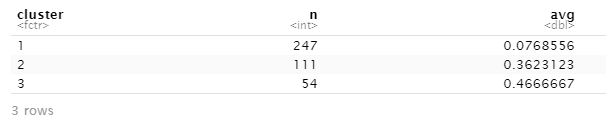 cluster n avg
<fctr> <int> <dbl>
1 247 0.0768556
2 111 0.3623123
3 54 0.4666667
3 rows